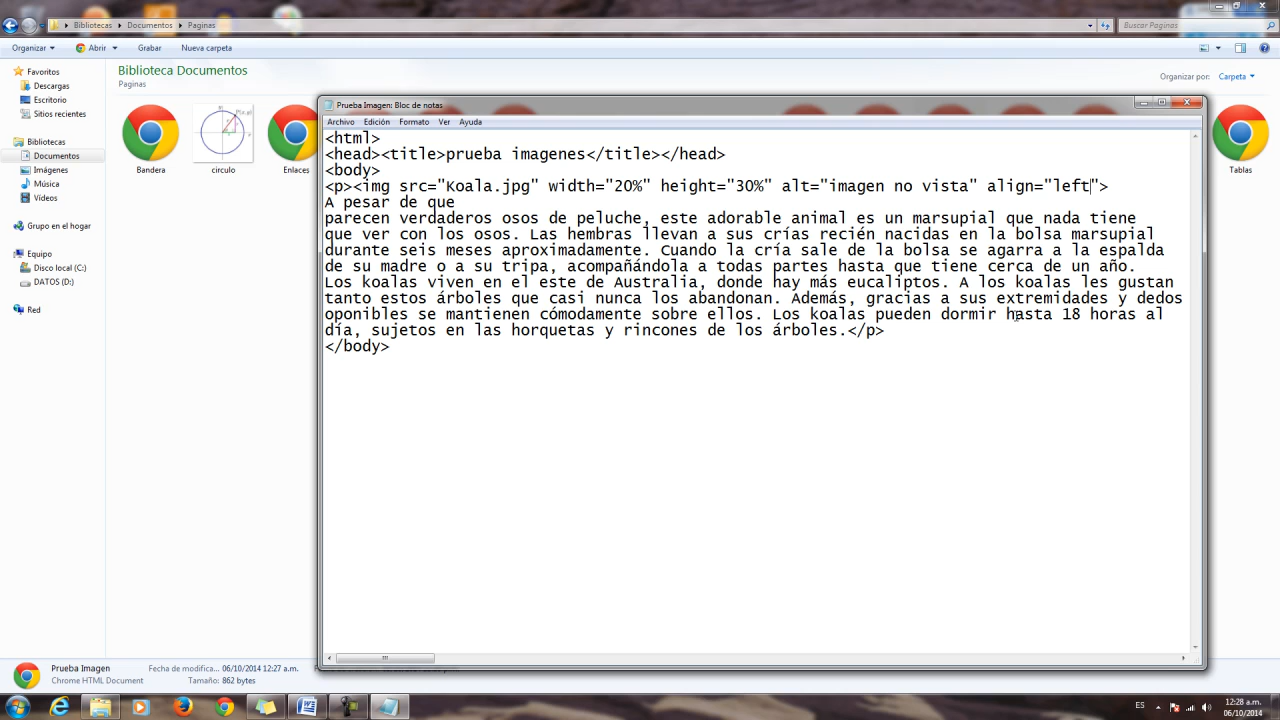 Bibliotecas ▸ Documentos ▸ Paginas
Buscar Paginas
Organizar
Abrir
Grabar
Nueva carpeta
Favoritos
Descargas
Escritorio
Sitios recientes
Bibliotecas
Documentos
Imágenes
Música
Vídeos
Grupo en el hogar
Equipo
Disco local (C:)
DATOS (D:)
Red
Biblioteca Documentos
Paginas
Organizar por: Carpeta
Bandera
circulo
Enlaces
Tablas
Prueba Imagen: Bloc de notas
Archivo Edición Formato Ver Ayuda
<html>
<head><title>prueba imagenes</title></head>
<body>
<p><img src="Koala.jpg" width="20%" height="30%" alt="imagen no vista" align="left">
A pesar de que
parecen verdaderos osos de peluche, este adorable animal es un marsupial que nada tiene
que ver con los osos. Las hembras llevan a sus crías recién nacidas en la bolsa marsupial
durante seis meses aproximadamente. Cuando la cría sale de la bolsa se agarra a la espalda
de su madre o a su tripa, acompañándola a todas partes hasta que tiene cerca de un año.
Los koalas viven en el este de Australia, donde hay más eucaliptos. A los koalas les gustan
tanto estos árboles que casi nunca los abandonan. Además, gracias a sus extremidades y dedos
oponibles se mantienen cómodamente sobre ellos. Los koalas pueden dormir hasta 18 horas al
día, sujetos en las horquetas y rincones de los árboles.</p>
</body>
Prueba Imagen
Fecha de modifica... 06/10/2014 12:27 a.m.
Chrome HTML Document
Tamaño: 862 bytes
ES
12:28 a.m.
06/10/2014